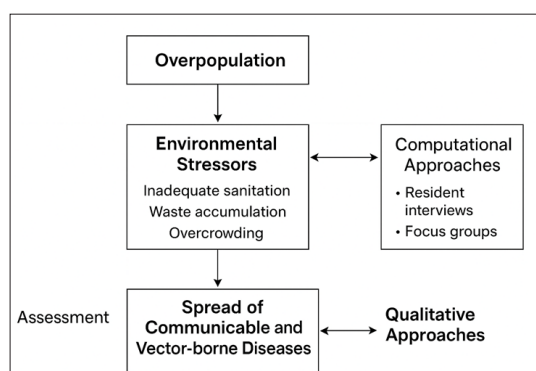 Overpopulation
Environmental
Stressors
Inadequate sanitation
Waste accumulation
Overcrowding
Computational
Approaches
• Resident
interviews
• Focus groups
Assessment
Spread of
Communicable and
Vector-borne Diseases
Qualitative
Approaches